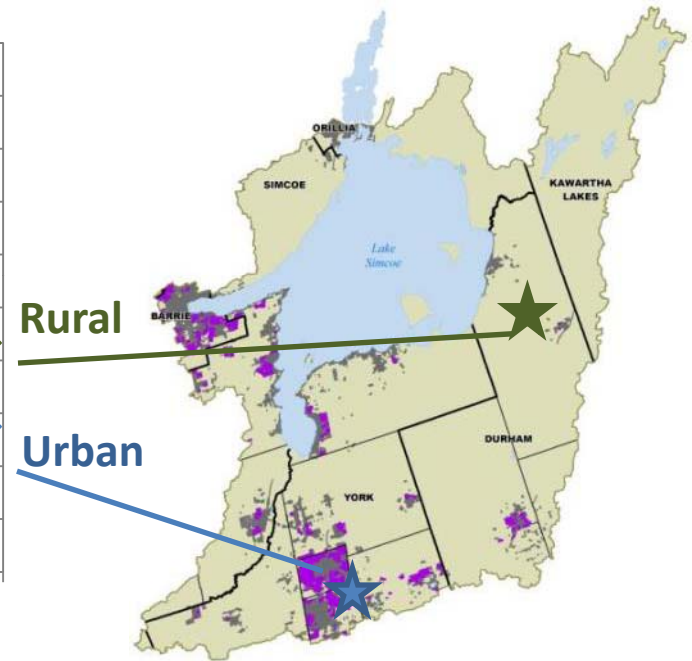 ORILLIA
SIMCOE
KAWARTHA
LAKES
Lake
Simcoe
Rural
BARRIE
Urban
DURHAM
YORK